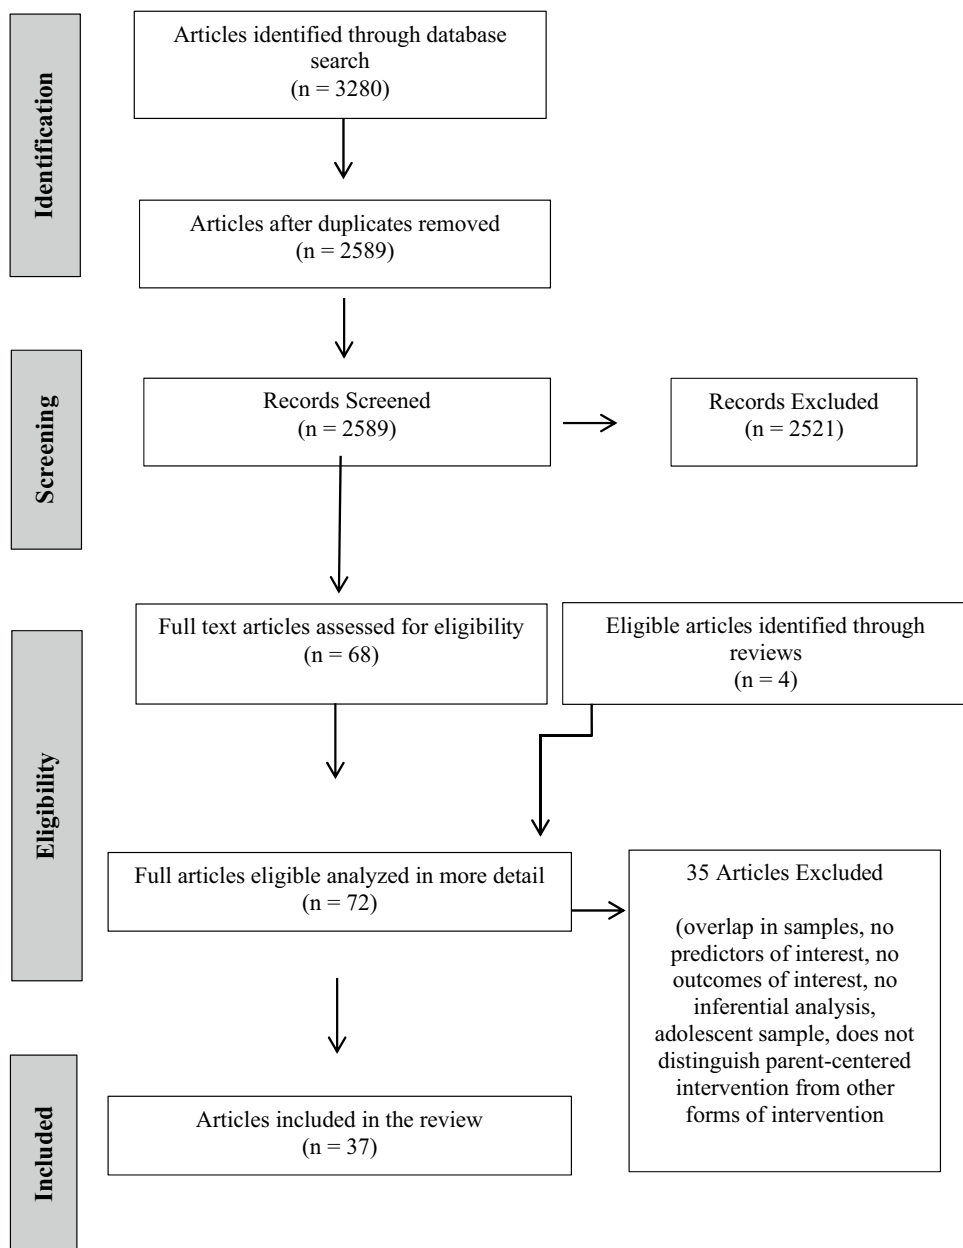 Identification
Articles identified through database
search
(n = 3280)
Articles after duplicates removed
(n = 2589)
Screening
Records Screened
(n = 2589)
Records Excluded
(n = 2521)
Eligibility
Full text articles assessed for eligibility
(n = 68)
Eligible articles identified through
reviews
(n = 4)
Full articles eligible analyzed in more detail
(n = 72)
35 Articles Excluded
(overlap in samples, no
predictors of interest, no
outcomes of interest, no
inferential analysis,
adolescent sample, does not
distinguish parent-centered
intervention from other
forms of intervention
Included
Articles included in the review
(n = 37)